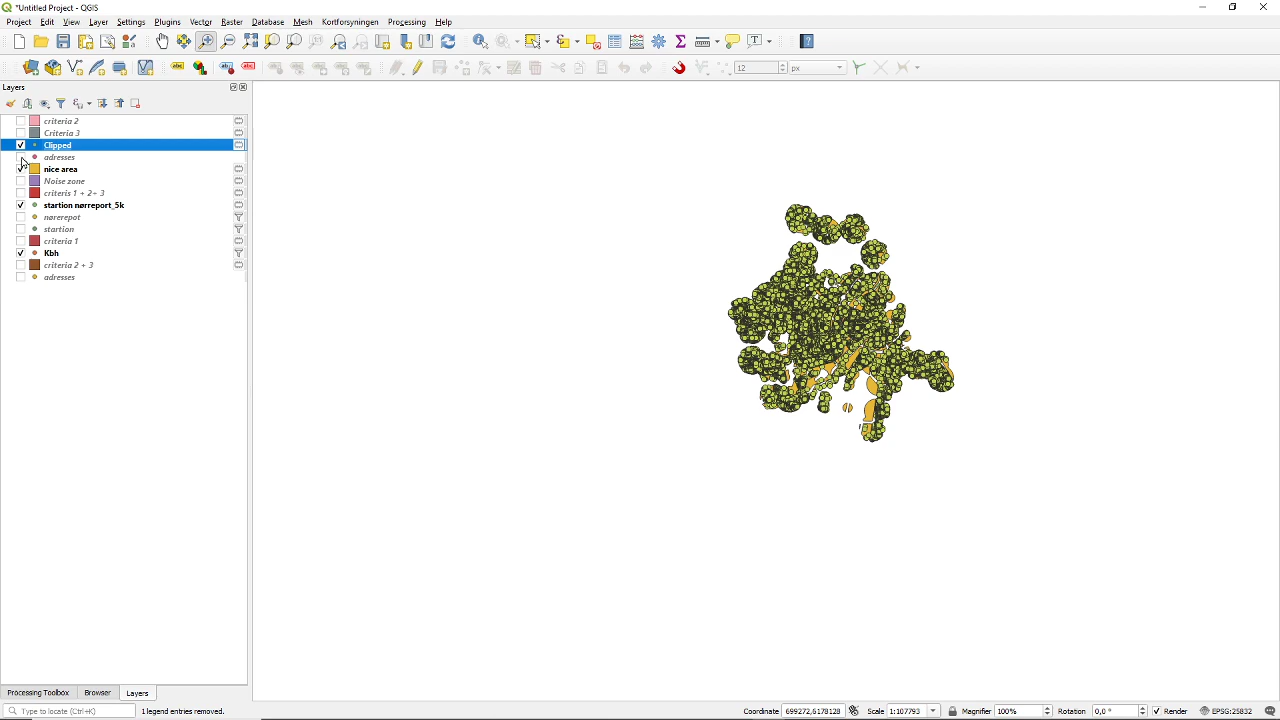 *Untitled Project - QGIS
Project Edit View Layer Settings Plugins Vector Raster Database Mesh Kortforsyningen Processing Help
12 px
Layers
criteria 2
Criteria 3
Clipped
adresses
nice area
Noise zone
criteris 1 + 2+ 3
startion nørreport_5k
nørerepot
startion
criteria 1
Kbh
criteria 2 + 3
adresses
Processing Toolbox Browser Layers
Type to locate (Ctrl+K) 1 legend entries removed. Coordinate 699272,6178128 Scale 1:107793 Magnifier 100% Rotation 0,0 ° Render EPSG:25832